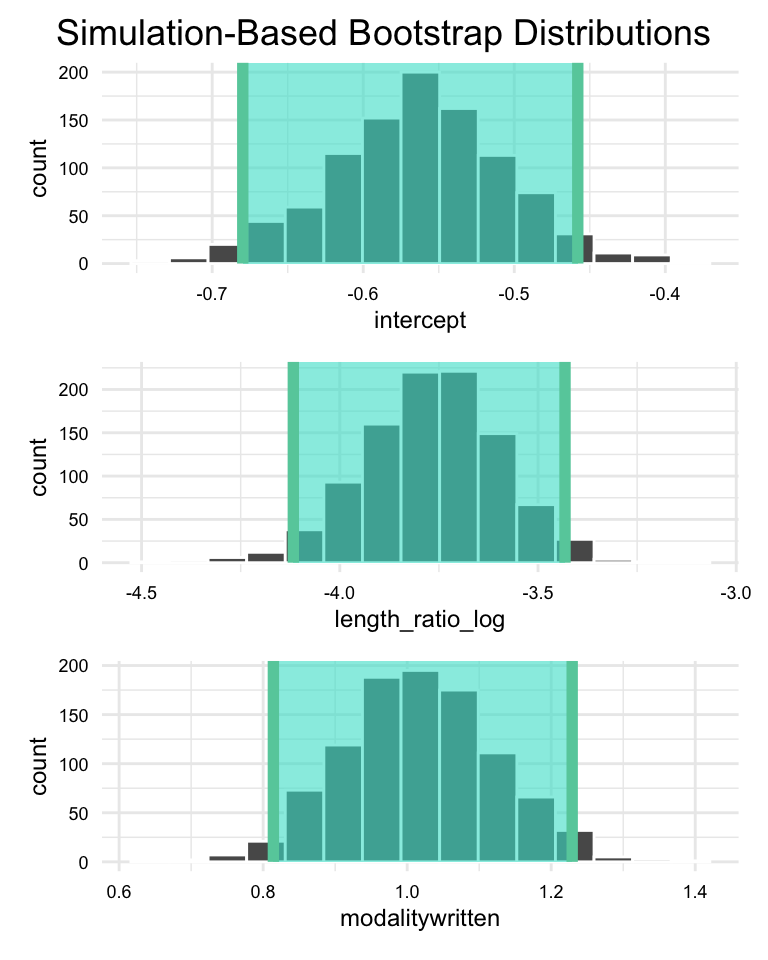 Simulation-Based Bootstrap Distributions
200
150
100
50
0
count
-0.7 -0.6 -0.5 -0.4
intercept
200
150
100
50
0
count
-4.5 -4.0 -3.5 -3.0
length_ratio_log
200
150
100
50
0
count
0.6 0.8 1.0 1.2 1.4
modalitywritten